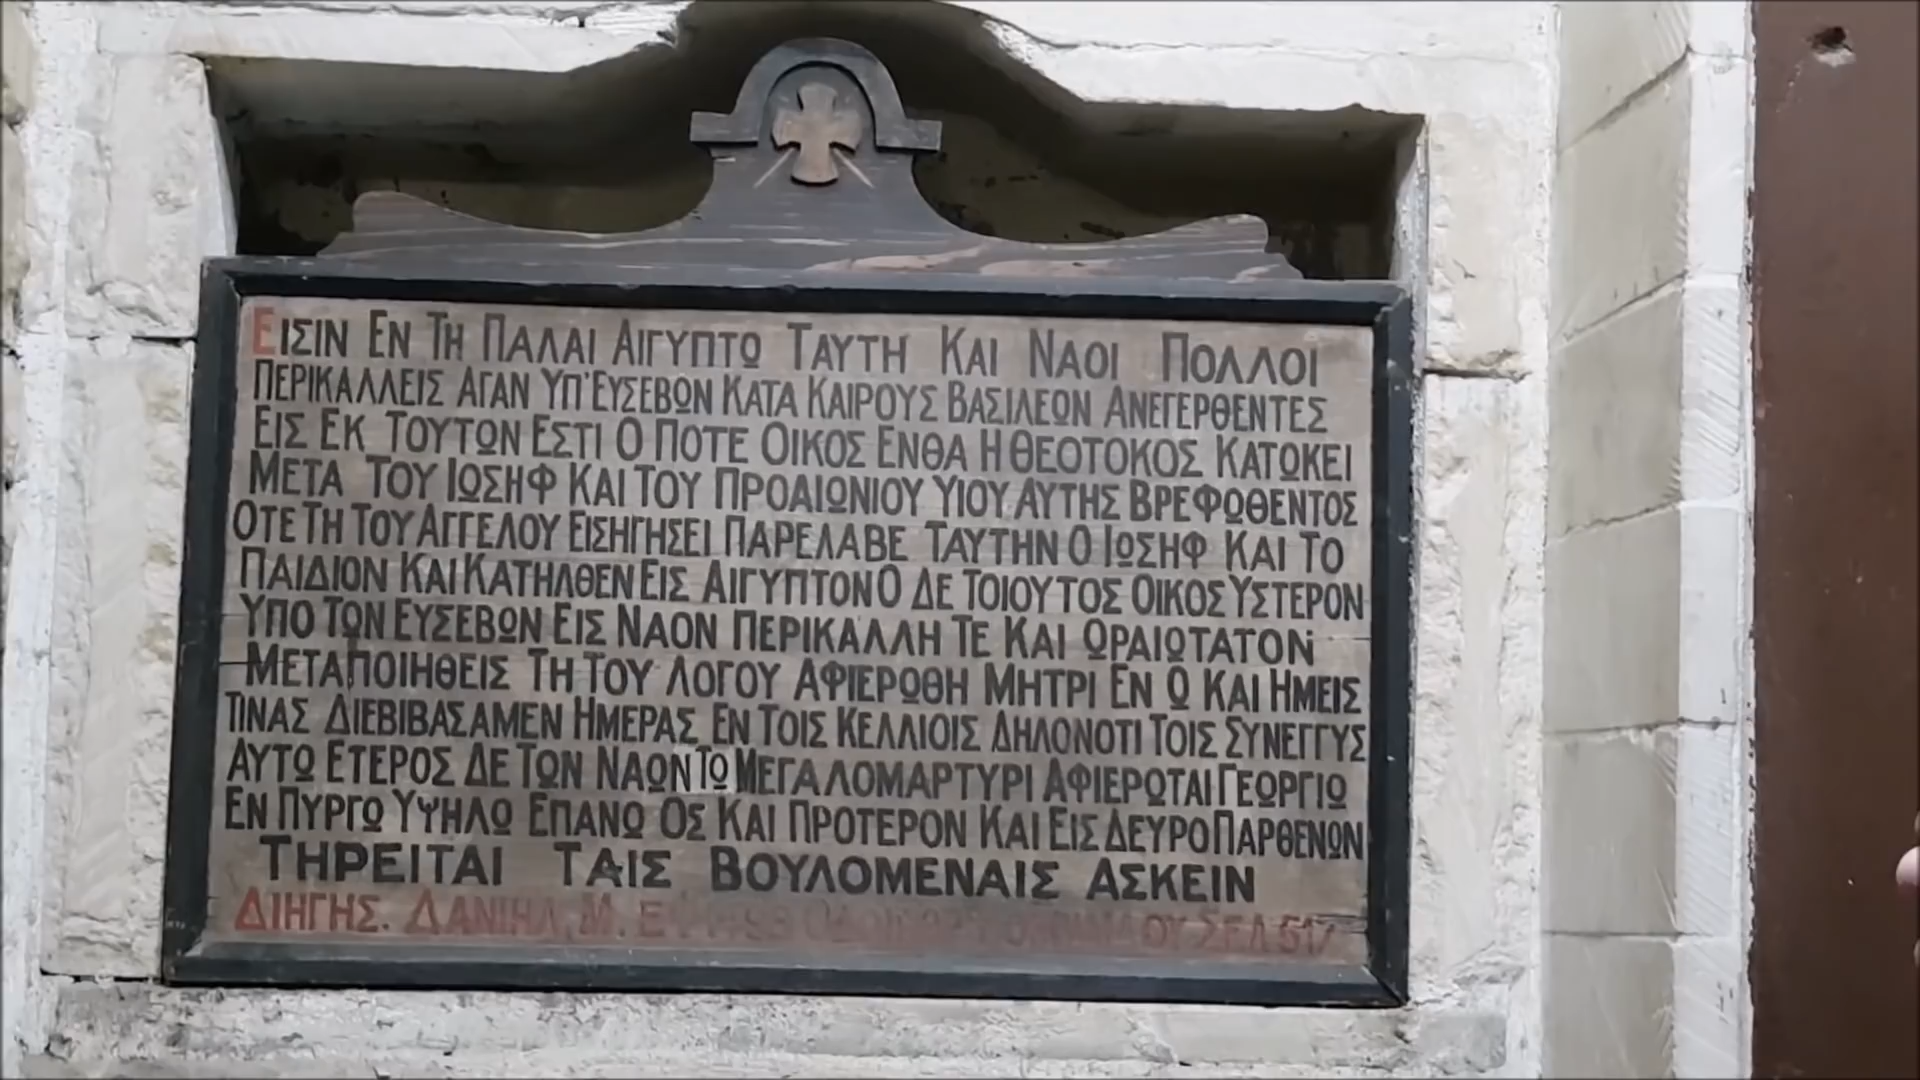 ΕΙΣΙΝ ΕΝ ΤΗ ΠΑΛΑΙ ΑΙΓΥΠΤΩ ΤΑΥΤΗ ΚΑΙ ΝΑΟΙ ΠΟΛΛΟΙ
ΠΕΡΙΚΑΛΛΕΙΣ ΑΓΑΝ ΥΠ'ΕΥΣΕΒΩΝ ΚΑΤΑ ΚΑΙΡΟΥΣ ΒΑΣΙΛΕΩΝ ΑΝΕΓΕΡΘΕΝΤΕΣ
ΕΙΣ ΕΚ ΤΟΥΤΩΝ ΕΣΤΙ Ο ΠΟΤΕ ΟΙΚΟΣ ΕΝΘΑ Η ΘΕΟΤΟΚΟΣ ΚΑΤΩΚΕΙ
ΜΕΤΑ ΤΟΥ ΙΩΣΗΦ ΚΑΙ ΤΟΥ ΠΡΟΑΙΩΝΙΟΥ ΥΙΟΥ ΑΥΤΗΣ ΒΡΕΦΩΘΕΝΤΟΣ
ΟΤΕ ΤΗ ΤΟΥ ΑΓΓΕΛΟΥ ΕΙΣΗΓΗΣΕΙ ΠΑΡΕΛΑΒΕ ΤΑΥΤΗΝ Ο ΙΩΣΗΦ ΚΑΙ ΤΟ
ΠΑΙΔΙΟΝ ΚΑΙ ΚΑΤΗΛΘΕΝ ΕΙΣ ΑΙΓΥΠΤΟΝ Ο ΔΕ ΤΟΙΟΥΤΟΣ ΟΙΚΟΣ ΥΣΤΕΡΟΝ
ΥΠΟ ΤΩΝ ΕΥΣΕΒΩΝ ΕΙΣ ΝΑΟΝ ΠΕΡΙΚΑΛΛΗ ΤΕ ΚΑΙ ΩΡΑΙΩΤΑΤΟΝ
ΜΕΤΑΠΟΙΗΘΕΙΣ ΤΗ ΤΟΥ ΛΟΓΟΥ ΑΦΙΕΡΩΘΗ ΜΗΤΡΙ ΕΝ Ω ΚΑΙ ΗΜΕΙΣ
ΤΙΝΑΣ ΔΙΕΒΙΒΑΣΑΜΕΝ ΗΜΕΡΑΣ ΕΝ ΤΟΙΣ ΚΕΛΛΙΟΙΣ ΔΗΛΟΝΟΤΙ ΤΟΙΣ ΣΥΝΕΓΓΥΣ
ΑΥΤΩ ΕΤΕΡΟΣ ΔΕ ΤΩΝ ΝΑΩΝ ΤΩ ΜΕΓΑΛΟΜΑΡΤΥΡΙ ΑΦΙΕΡΩΤΑΙ ΓΕΩΡΓΙΩ
ΕΝ ΠΥΡΓΩ ΥΨΗΛΩ ΕΠΑΝΩ ΟΣ ΚΑΙ ΠΡΟΤΕΡΟΝ ΚΑΙ ΕΙΣ ΔΕΥΡΟ ΠΑΡΘΕΝΩΝ
ΤΗΡΕΙΤΑΙ ΤΑΙΣ ΒΟΥΛΟΜΕΝΑΙΣ ΑΣΚΕΙΝ
ΔΙΗΓΗΣ. ΔΑΝΙΗΛ, Μ. ΣΕΛ 517